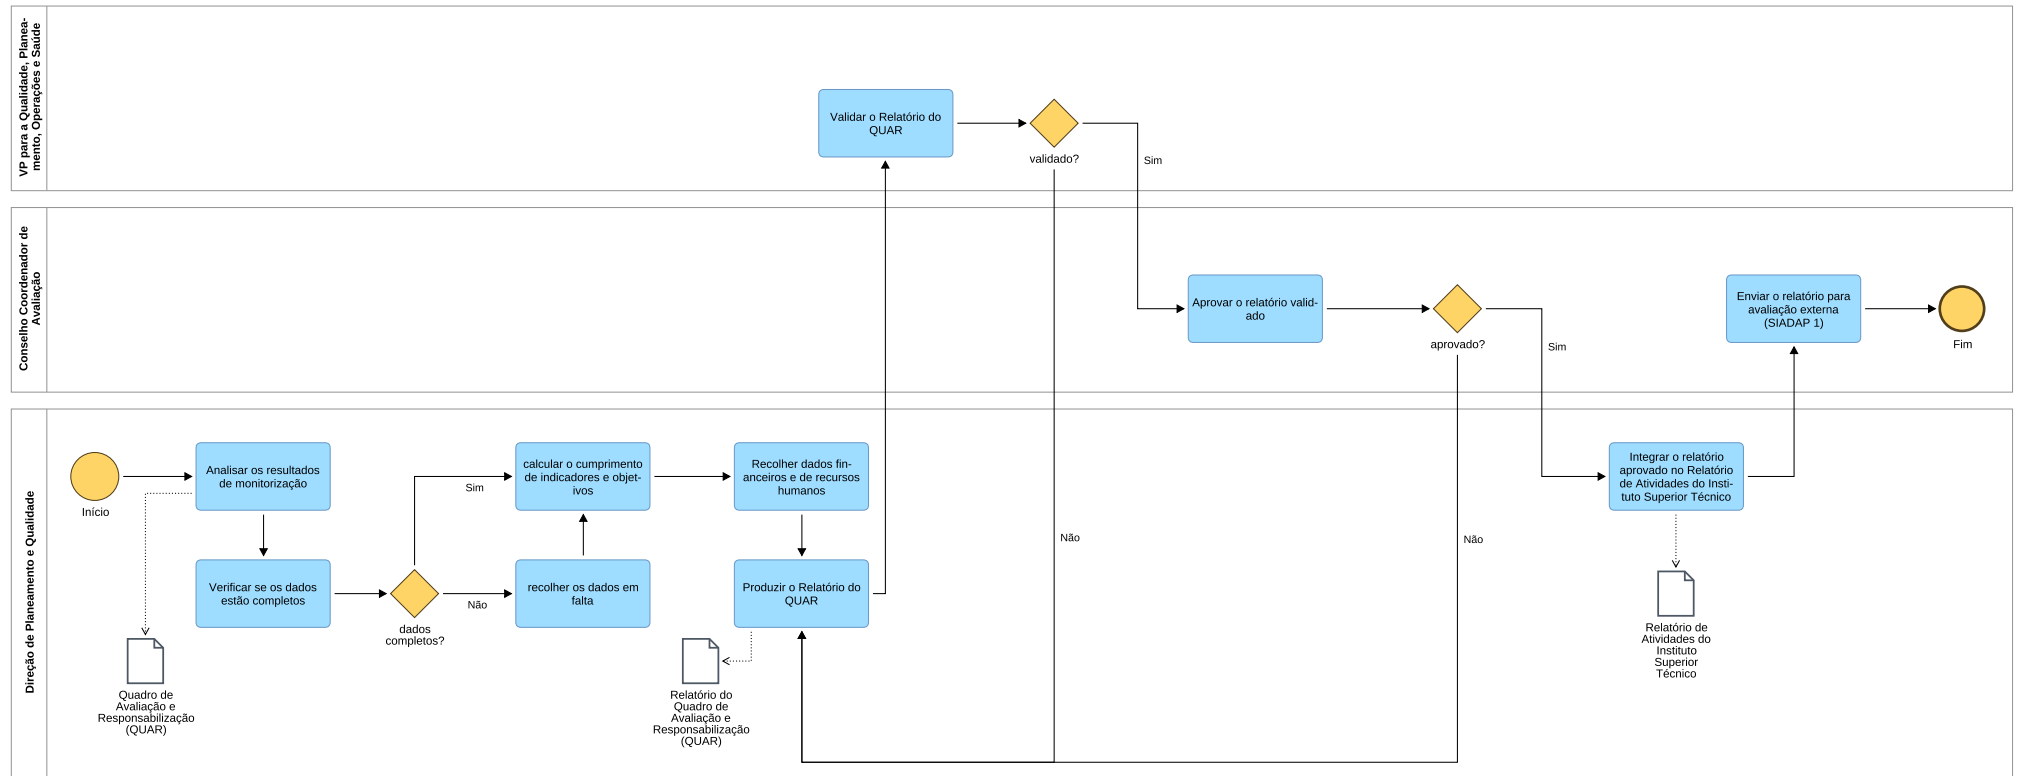 VP para a Qualidade, Planea-
mento, Operações e Saúde
Validar o Relatório do
QUAR
validado?
Sim
Conselho Coordenador de
Avaliação
Aprovar o relatório valid-
ado
aprovado?
Sim
Enviar o relatório para
avaliação externa
(SIADAP 1)
Fim
Direção de Planeamento e Qualidade
Início
Analisar os resultados
de monitorização
Verificar se os dados
estão completos
dados
completos?
Sim
Não
calcular o cumprimento
de indicadores e objet-
ivos
recolher os dados em
falta
Recolher dados fin-
anceiros e de recursos
humanos
Produzir o Relatório do
QUAR
Não
Não
Integrar o relatório
aprovado no Relatório
de Atividades do Insti-
tuto Superior Técnico
Quadro de
Avaliação e
Responsabilização
(QUAR)
Relatório do
Quadro de
Avaliação e
Responsabilização
(QUAR)
Relatório de
Atividades do
Instituto
Superior
Técnico